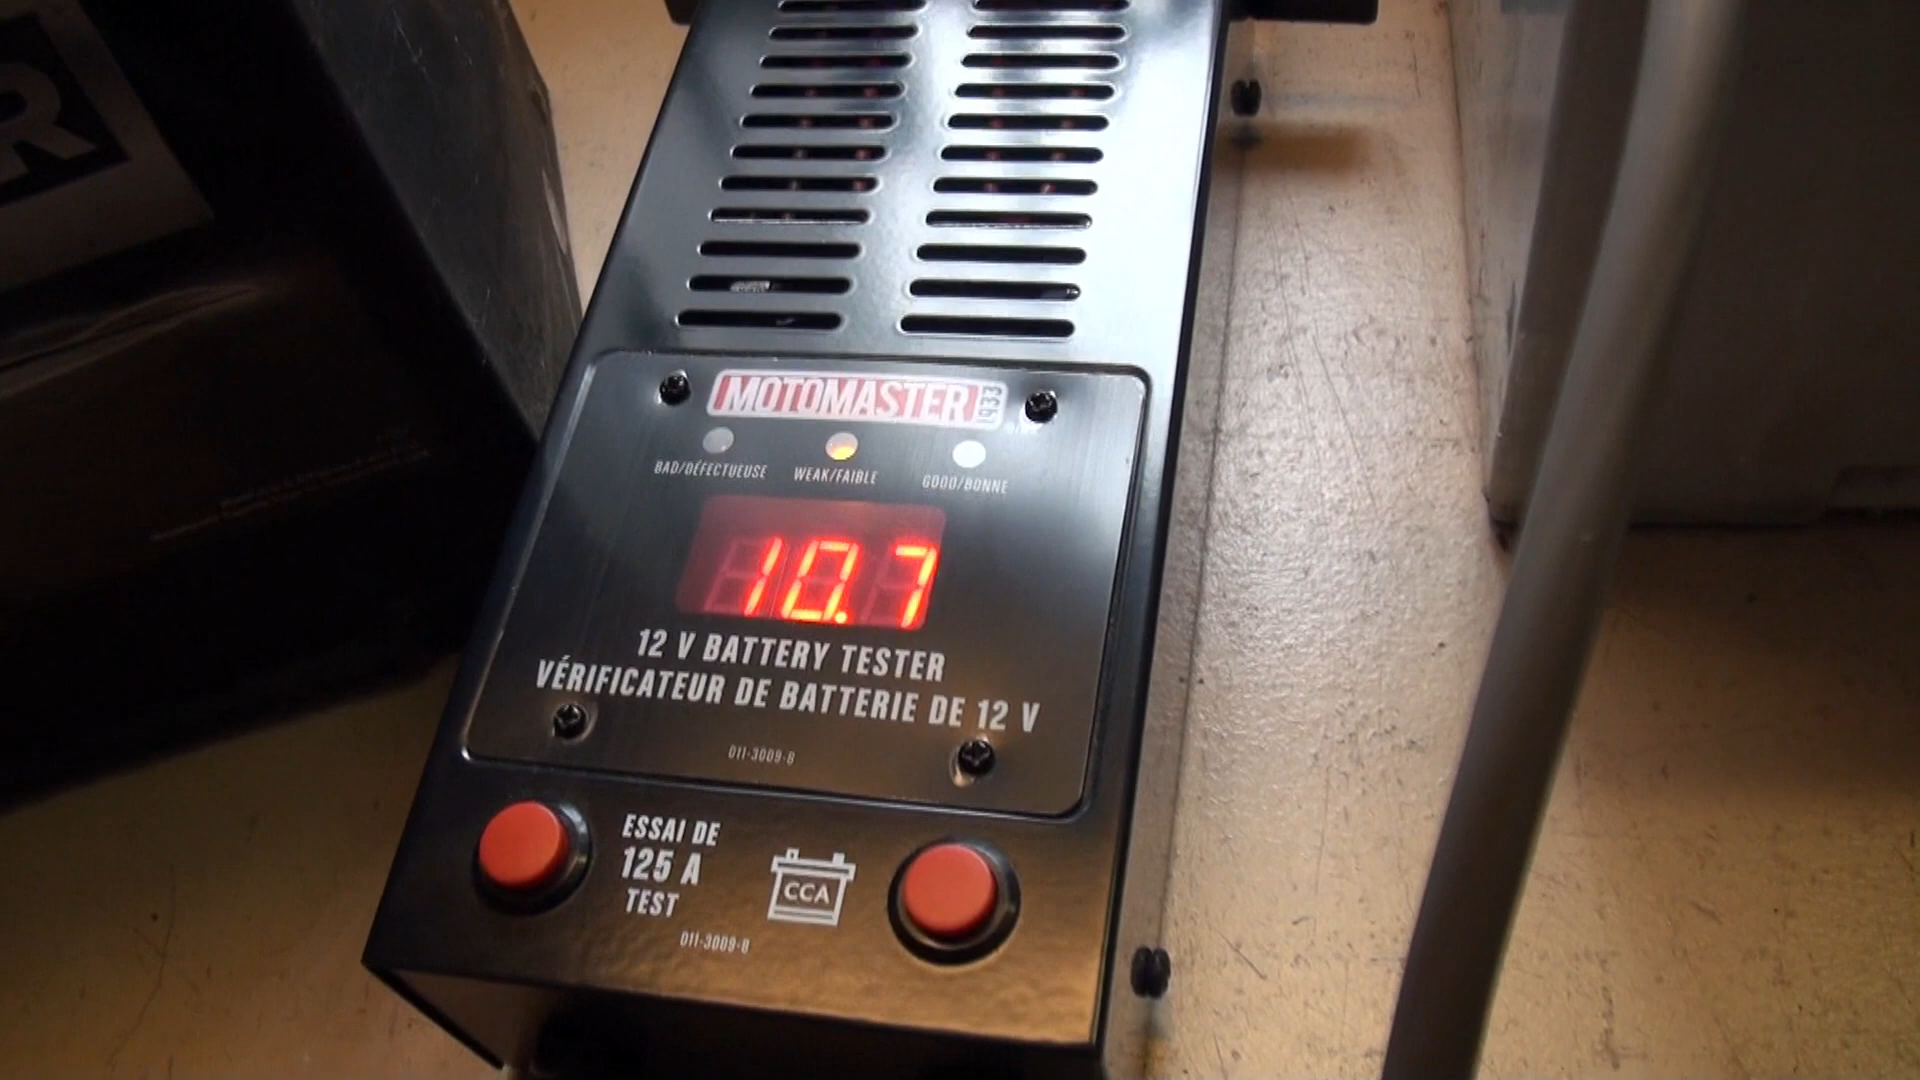 R
MOTOMASTER
1933
BAD/DÉFECTUEUSE WEAK/FAIBLE GOOD/BONNE
10.7
12 V BATTERY TESTER
VÉRIFICATEUR DE BATTERIE DE 12 V
011-3009-8
ESSAI DE
125 A
TEST
CCA
011-3009-8